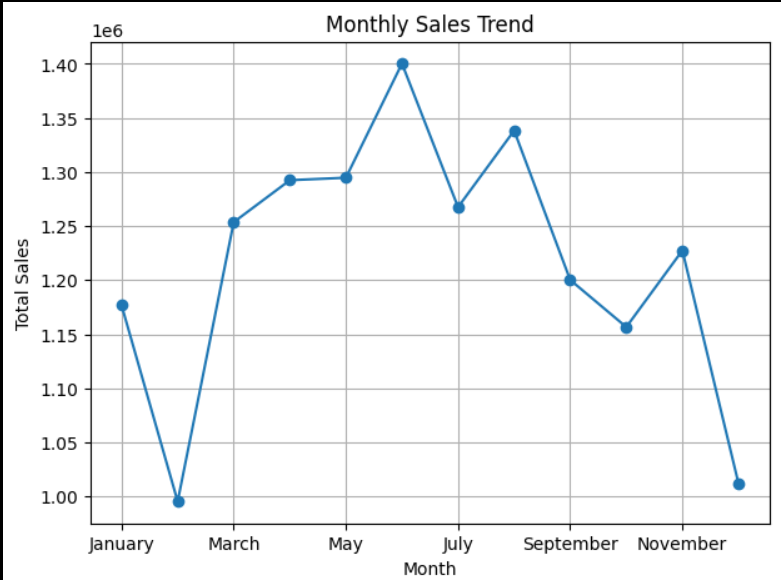 Monthly Sales Trend
1e6
1.40
1.35
1.30
1.25
1.20
1.15
1.10
1.05
1.00
Total Sales
January March May July September November
Month